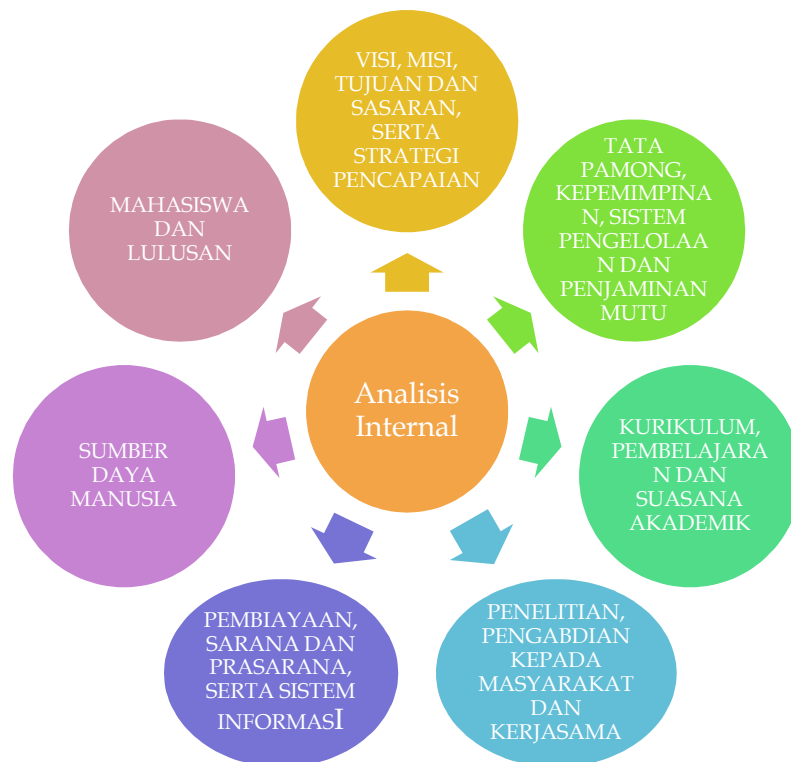 VISI, MISI,
TUJUAN DAN
SASARAN,
SERTA
STRATEGI
PENCAPAIAN
TATA
PAMONG,
KEPEMIMPINA
N, SISTEM
PENGELOLAA
N DAN
PENJAMINAN
MUTU
KURIKULUM,
PEMBELAJARA
N DAN
SUASANA
AKADEMIK
PENELITIAN,
PENGABDIAN
KEPADA
MASYARAKAT
DAN
KERJASAMA
PEMBIAYAAN,
SARANA DAN
PRASARANA,
SERTA SISTEM
INFORMASI
SUMBER
DAYA
MANUSIA
MAHASISWA
DAN
LULUSAN
Analisis
Internal